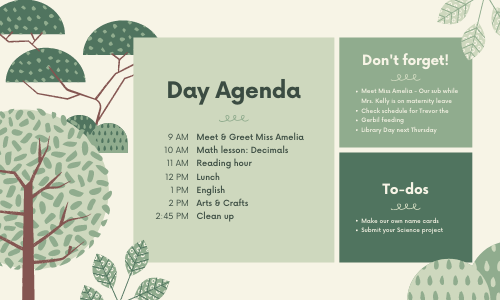 Day Agenda
9 AM Meet & Greet Miss Amelia
10 AM Math lesson: Decimals
11 AM Reading hour
12 PM Lunch
1 PM English
2 PM Arts & Crafts
2:45 PM Clean up
Don't forget!
• Meet Miss Amelia - Our sub while
Mrs. Kelly is on maternity leave
• Check schedule for Trevor the
• Gerbil feeding
• Library Day next Thursday
To-dos
• Make our own name cards
• Submit your Science project